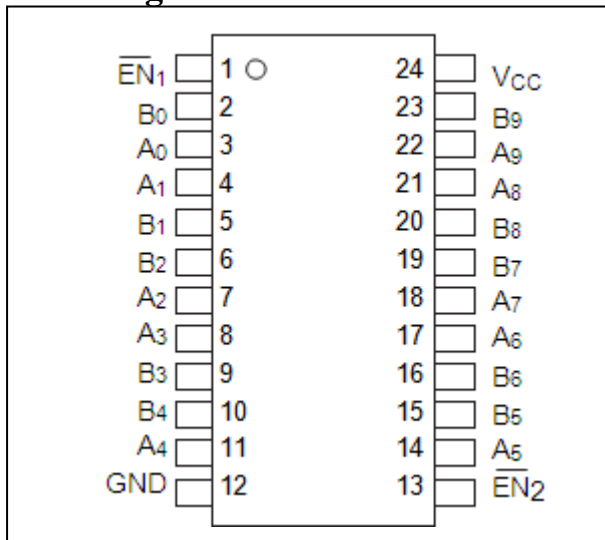 E̅N̅1 1 24 VCC
B0 2 23 B9
A0 3 22 A9
A1 4 21 A8
B1 5 20 B8
B2 6 19 B7
A2 7 18 A7
A3 8 17 A6
B3 9 16 B6
B4 10 15 B5
A4 11 14 A5
GND 12 13 E̅N̅2